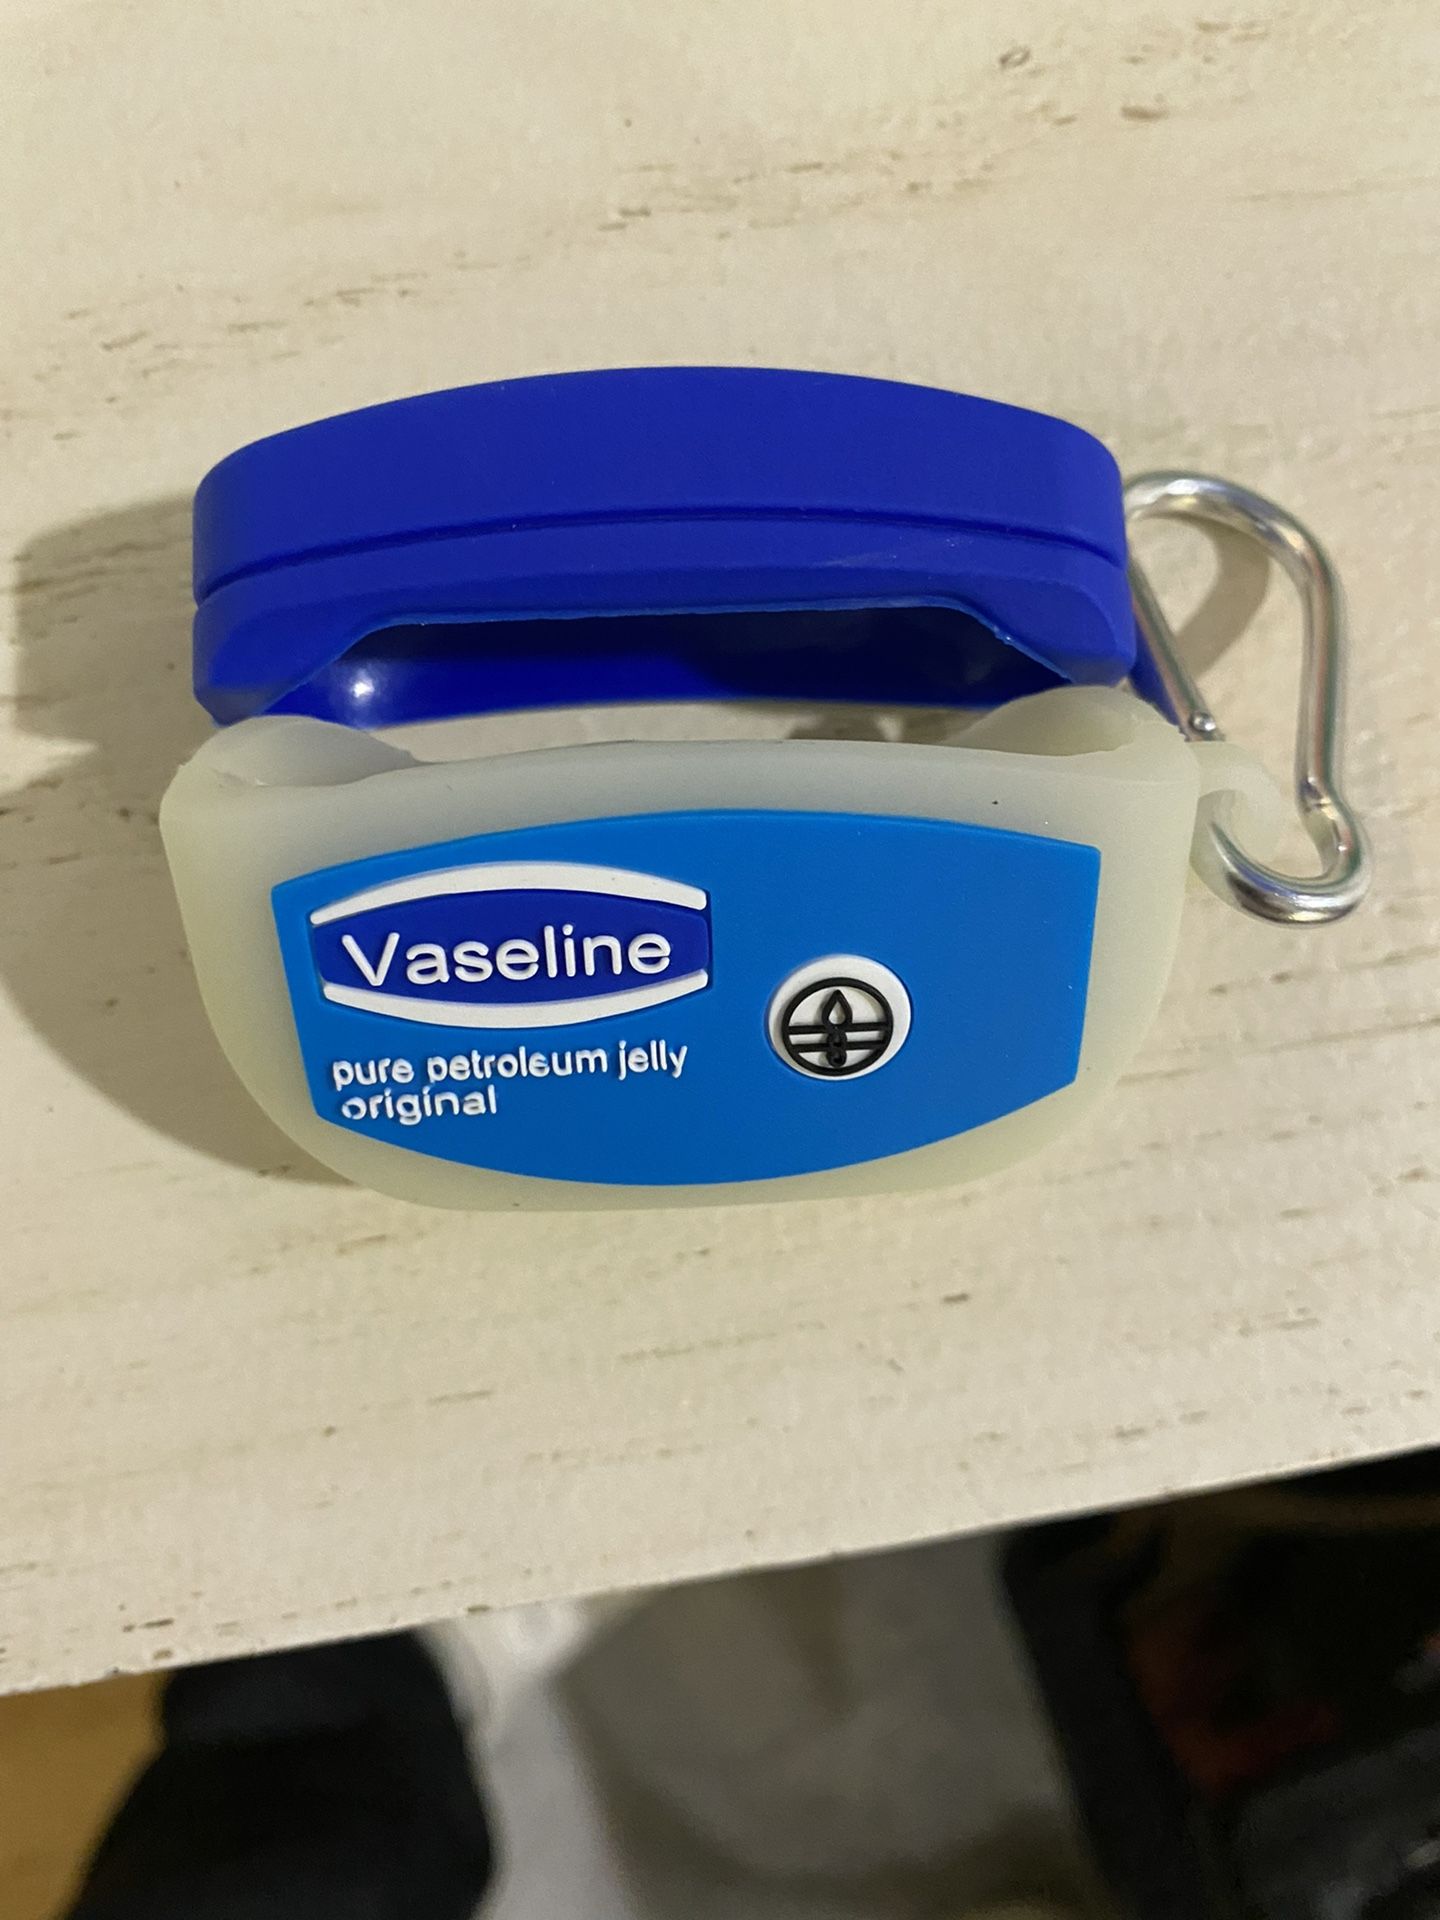 Vaseline
pure petroleum jelly
original